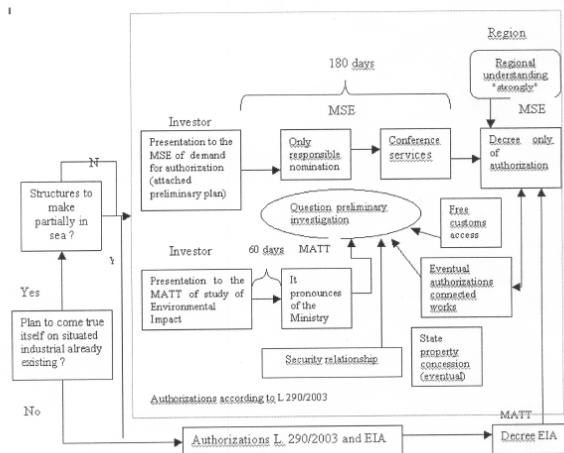 Region
180 days
Regional
understanding
"strongly"
Investor
MSE
MSE
Presentation to the
MSE of demand
for authorization
(attached
preliminary plan)
Only
responsible
nomination
Conference
services
Decree only
of
authorization
N
Structures to
make
partially in
sea ?
Question preliminary
investigation
Free
customs
access
Y
Investor
60 days
MATT
Presentation to the
MATT of study of
Environmental
Impact
It
pronounces
of the
Ministry
Eventual
authorizations
connected
works
Yes
Plan to come true
itself on situated
industrial already
existing ?
Security relationship
State
property
concession
(eventual)
Authorizations according to L 290/2003
No
MATT
Authorizations L. 290/2003 and EIA
Decree EIA